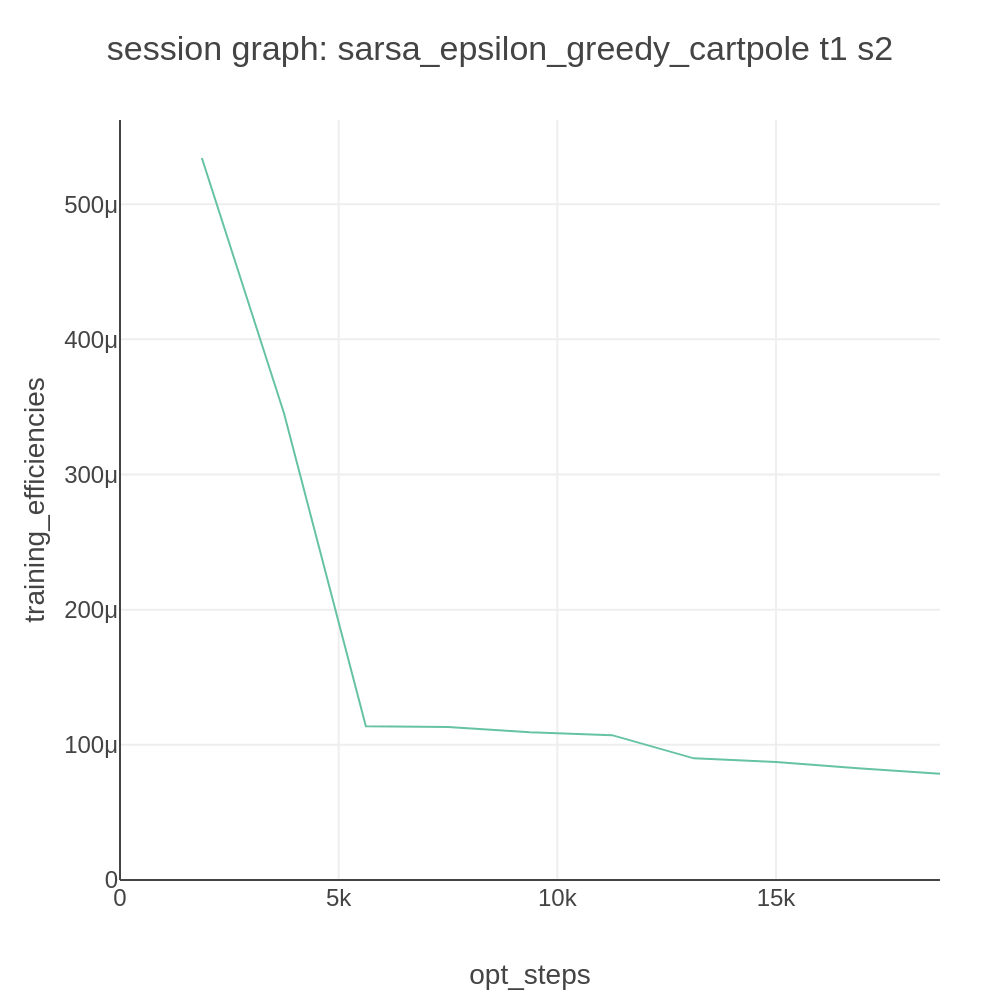 session graph: sarsa_epsilon_greedy_cartpole t1 s2
training_efficiencies
500μ
400μ
300μ
200μ
100μ
0
0
5k
10k
15k
opt_steps